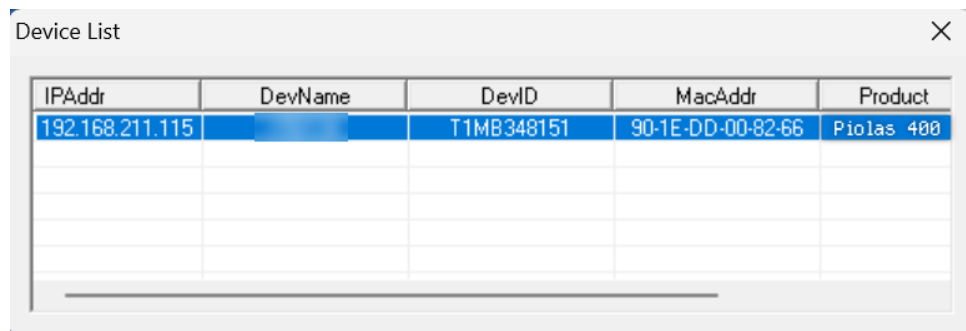 Device List
IPAddr DevName DevID MacAddr Product
192.168.211.115 T1MB348151 90-1E-DD-00-82-66 Piolas 400